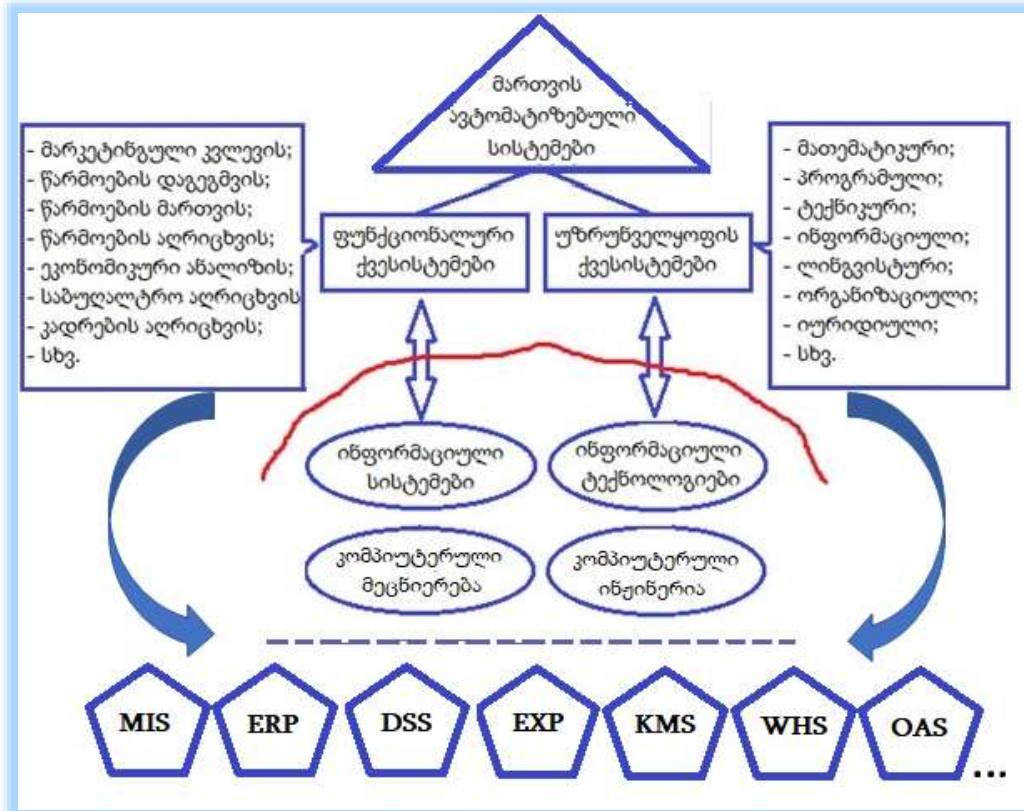 მართვის
ავტომატიზებული
სისტემები
- მარკეტინგული კვლევის;
- წარმოების დაგეგმვის;
- წარმოების მართვის;
- წარმოების აღრიცხვის;
- ეკონომიკური ანალიზის;
- საბუღალტრო აღრიცხვის
- კადრების აღრიცხვის;
- სხვ.
ფუნქციონალური
ქვესისტემები
უზრუნველყოფის
ქვესისტემები
- მათემატიკური;
- პროგრამული;
- ტექნიკური;
- ინფორმაციული;
- ლინგვისტური;
- ორგანიზაციული;
- იურიდიული;
- სხვ.
ინფორმაციული
სისტემები
ინფორმაციული
ტექნოლოგიები
კომპიუტერული
მეცნიერება
კომპიუტერული
ინჟინერია
MIS
ERP
DSS
EXP
KMS
WHS
OAS
...